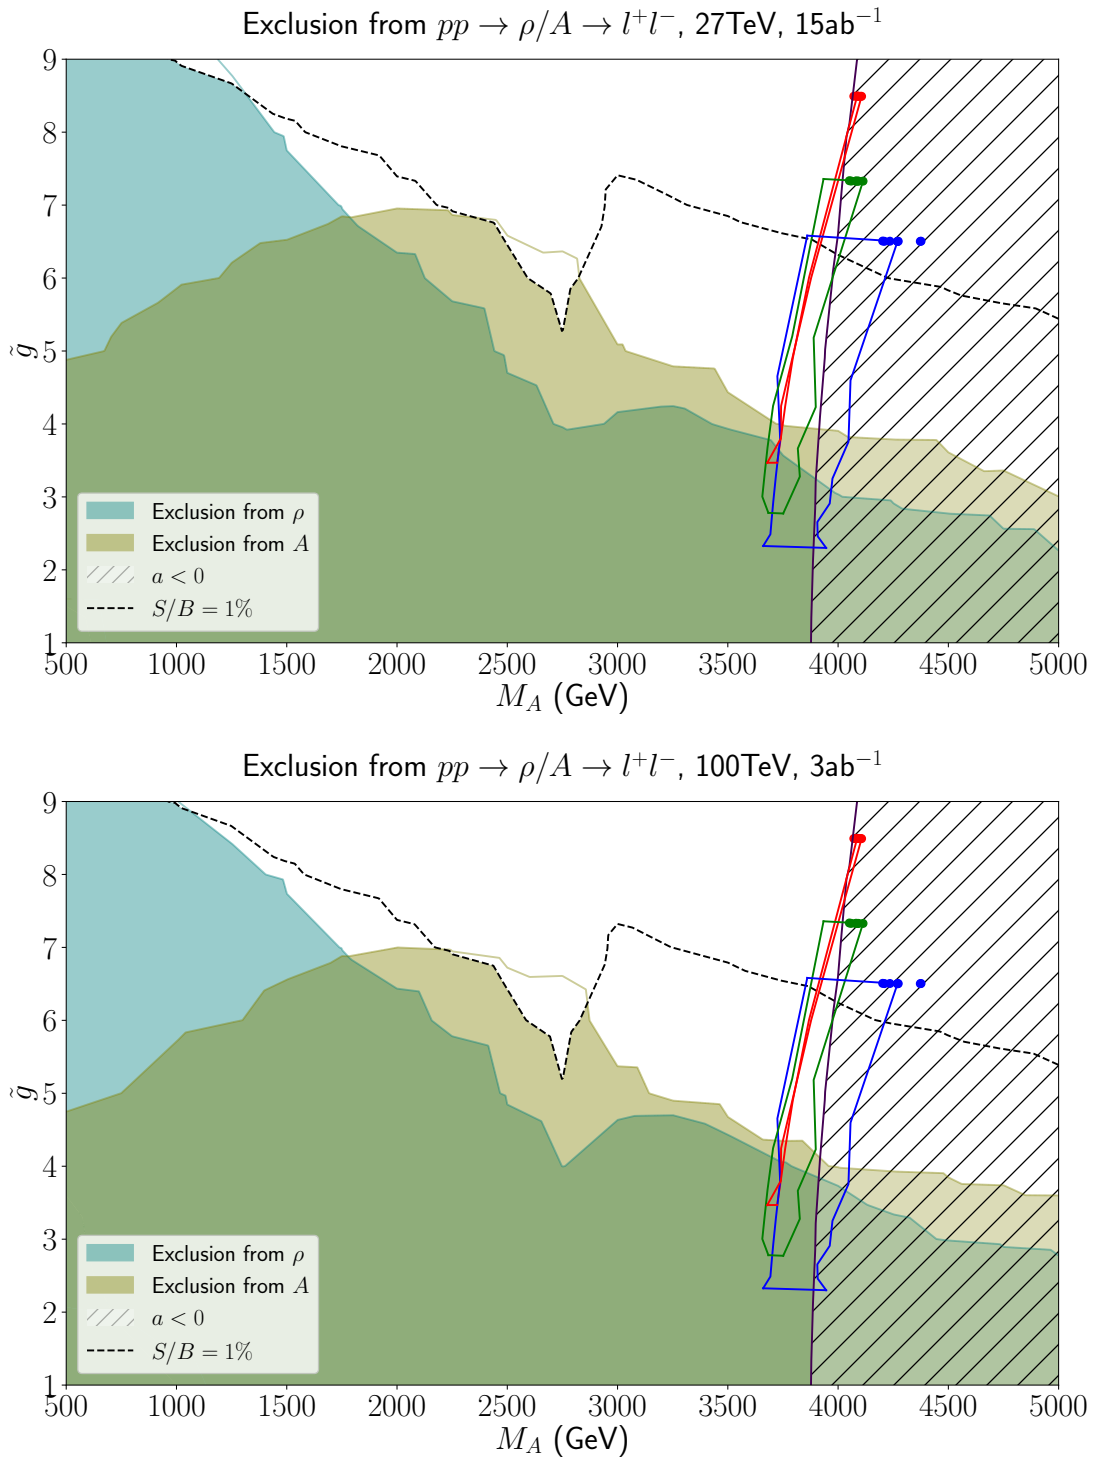 Exclusion from pp → ρ/A → l⁺l⁻, 27TeV, 15ab⁻¹
9
8
7
6
5
4
3
2
1
g̃
Exclusion from ρ
Exclusion from A
a < 0
S/B = 1%
500 1000 1500 2000 2500 3000 3500 4000 4500 5000
M_A (GeV)
Exclusion from pp → ρ/A → l⁺l⁻, 100TeV, 3ab⁻¹
9
8
7
6
5
4
3
2
1
g̃
Exclusion from ρ
Exclusion from A
a < 0
S/B = 1%
500 1000 1500 2000 2500 3000 3500 4000 4500 5000
M_A (GeV)